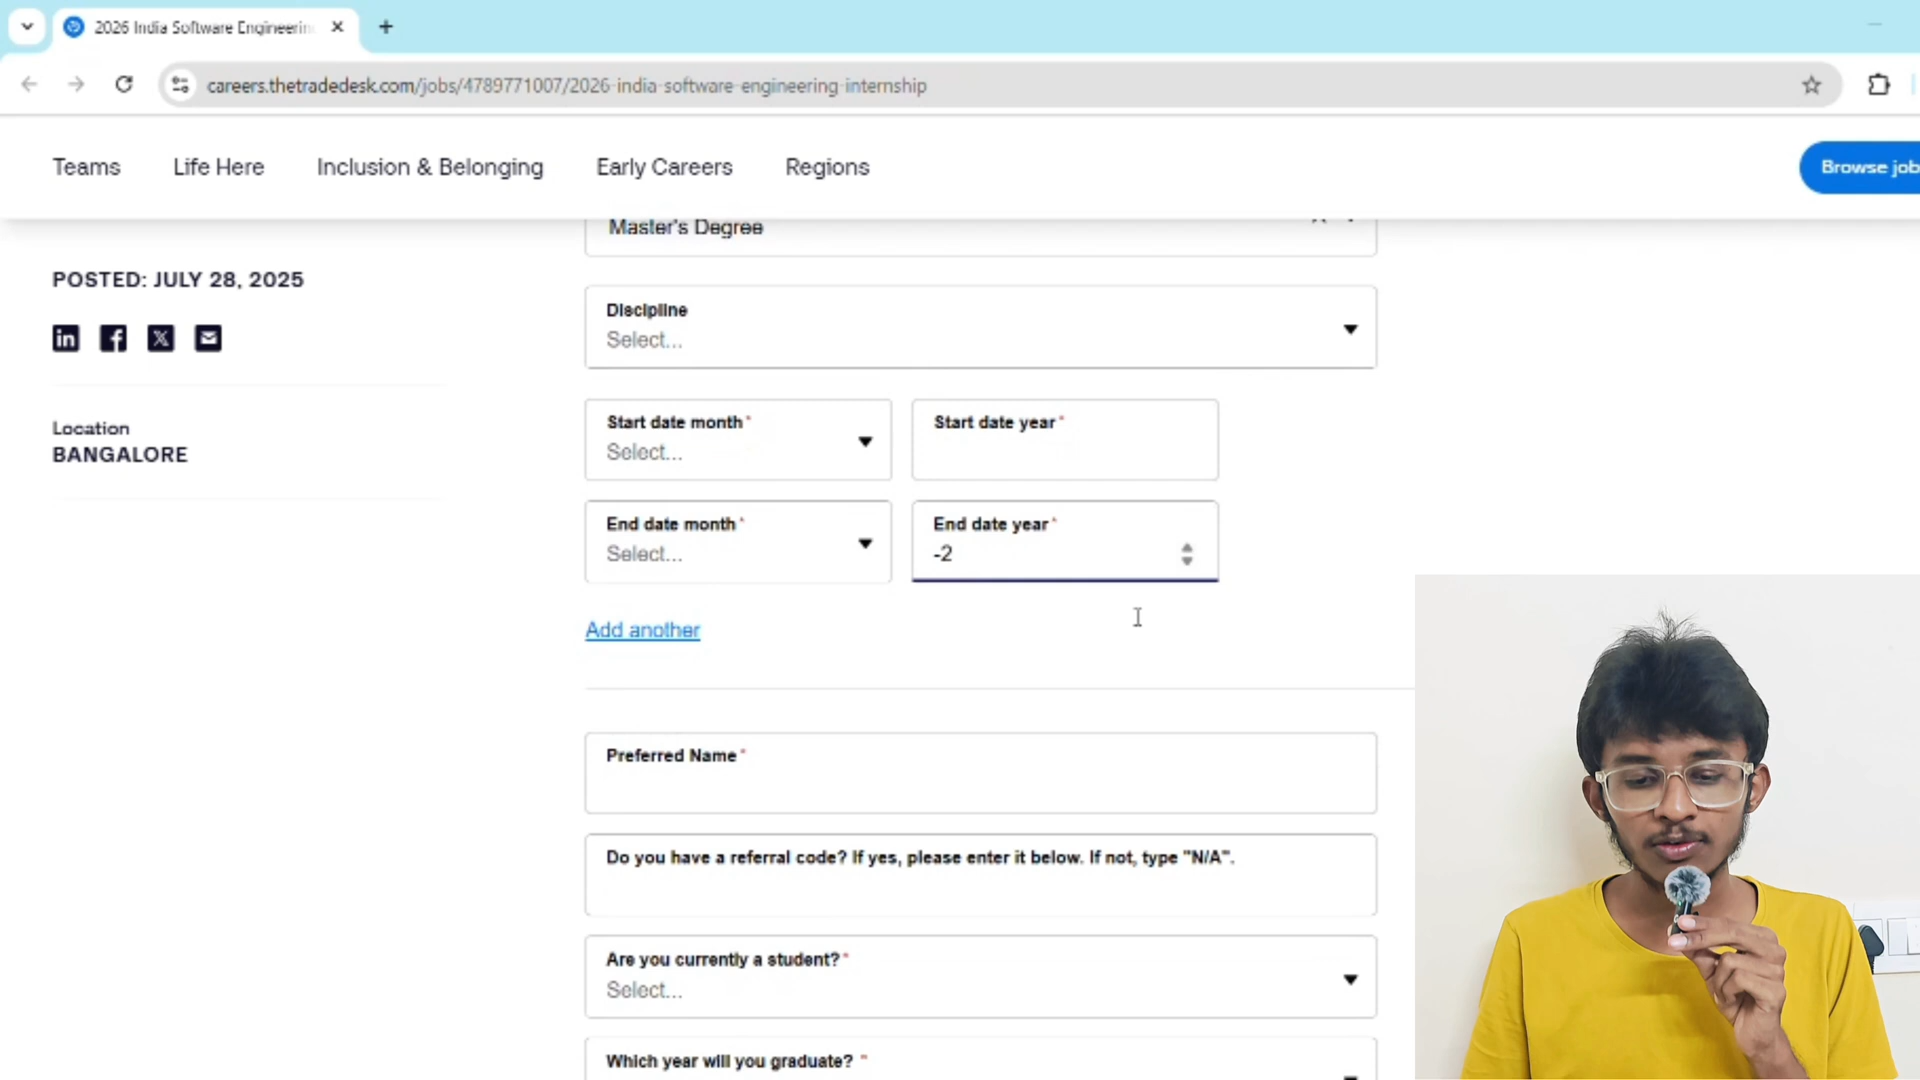 2026 India Software Engineerin
careers.thetradedesk.com/jobs/4789771007/2026-india-software-engineering-internship
Teams
Life Here
Inclusion & Belonging
Early Careers
Regions
Browse job
POSTED: JULY 28, 2025
in
Location
BANGALORE
Master's Degree
Discipline
Select...
Start date month*
Select...
Start date year*
End date month*
Select...
End date year*
-2
Add another
Preferred Name*
Do you have a referral code? If yes, please enter it below. If not, type "N/A".
Are you currently a student?*
Select...
Which year will you graduate? *